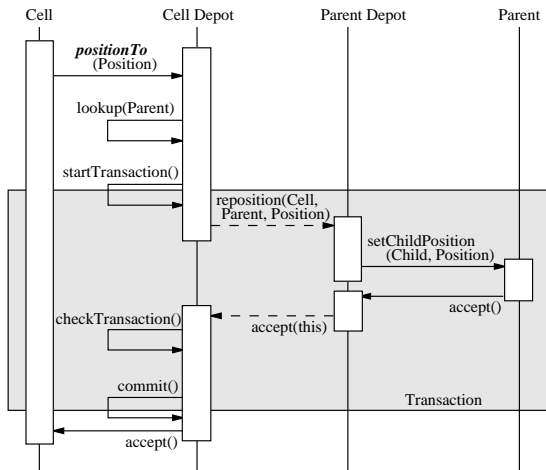 Cell
Cell Depot
Parent Depot
Parent
positionTo
(Position)
lookup(Parent)
startTransaction()
reposition(Cell,
Parent, Position)
setChildPosition
(Child, Position)
accept()
accept(this)
checkTransaction()
commit()
Transaction
accept()